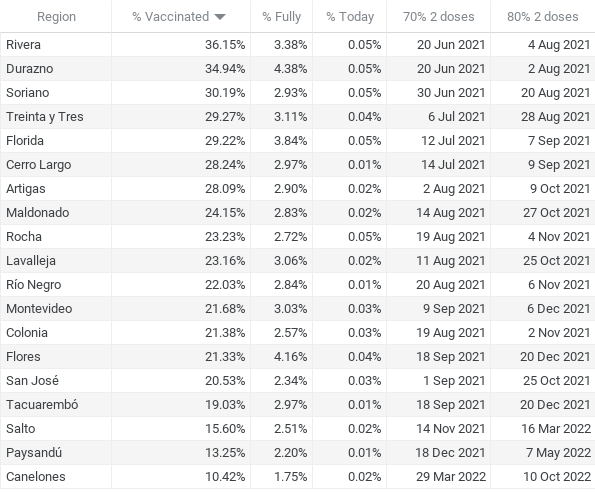 Region % Vaccinated % Fully % Today 70% 2 doses 80% 2 doses
Rivera 36.15% 3.38% 0.05% 20 Jun 2021 4 Aug 2021
Durazno 34.94% 4.38% 0.05% 20 Jun 2021 2 Aug 2021
Soriano 30.19% 2.93% 0.05% 30 Jun 2021 20 Aug 2021
Treinta y Tres 29.27% 3.11% 0.04% 6 Jul 2021 28 Aug 2021
Florida 29.22% 3.84% 0.05% 12 Jul 2021 7 Sep 2021
Cerro Largo 28.24% 2.97% 0.01% 14 Jul 2021 9 Sep 2021
Artigas 28.09% 2.90% 0.02% 2 Aug 2021 9 Oct 2021
Maldonado 24.15% 2.83% 0.02% 14 Aug 2021 27 Oct 2021
Rocha 23.23% 2.72% 0.05% 19 Aug 2021 4 Nov 2021
Lavalleja 23.16% 3.06% 0.02% 11 Aug 2021 25 Oct 2021
Río Negro 22.03% 2.84% 0.01% 20 Aug 2021 6 Nov 2021
Montevideo 21.68% 3.03% 0.03% 9 Sep 2021 6 Dec 2021
Colonia 21.38% 2.57% 0.03% 19 Aug 2021 2 Nov 2021
Flores 21.33% 4.16% 0.04% 18 Sep 2021 20 Dec 2021
San José 20.53% 2.34% 0.03% 1 Sep 2021 25 Oct 2021
Tacuarembó 19.03% 2.97% 0.01% 18 Sep 2021 20 Dec 2021
Salto 15.60% 2.51% 0.02% 14 Nov 2021 16 Mar 2022
Paysandú 13.25% 2.20% 0.01% 18 Dec 2021 7 May 2022
Canelones 10.42% 1.75% 0.02% 29 Mar 2022 10 Oct 2022